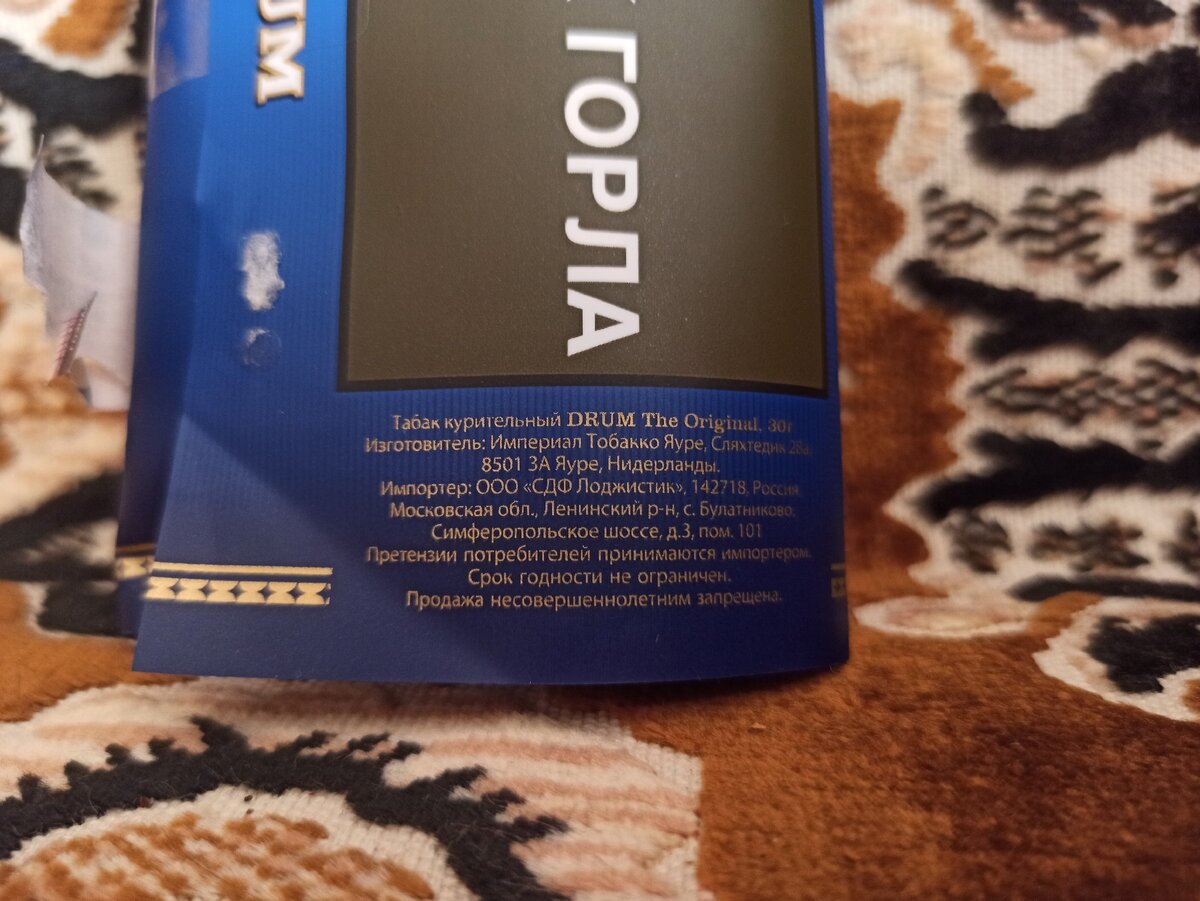 UM
ГОРЛА
Табак курительный DRUM The Original, 30г
Изготовитель: Империал Тобакко Яуре, Сляхтедик 28а,
8501 ЗА Яуре, Нидерланды.
Импортер: ООО «СДФ Лоджистик», 142718, Россия,
Московская обл., Ленинский р-н, с. Булатниково,
Симферопольское шоссе, д.3, пом. 101
Претензии потребителей принимаются импортером.
Срок годности не ограничен.
Продажа несовершеннолетним запрещена.